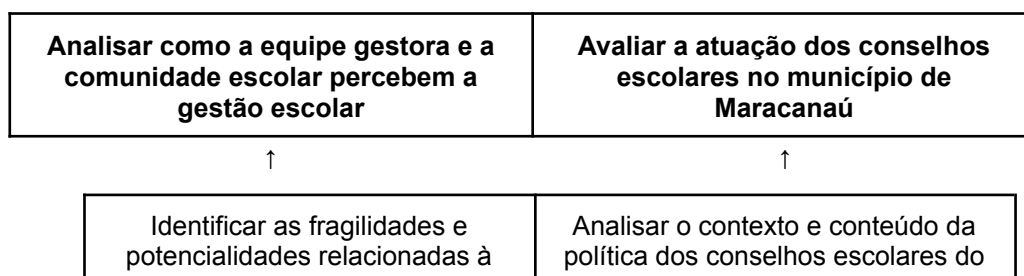 Analisar como a equipe gestora e a
comunidade escolar percebem a
gestão escolar
Avaliar a atuação dos conselhos
escolares no município de
Maracanaú
↑
↑
Identificar as fragilidades e
potencialidades relacionadas à
Analisar o contexto e conteúdo da
política dos conselhos escolares do